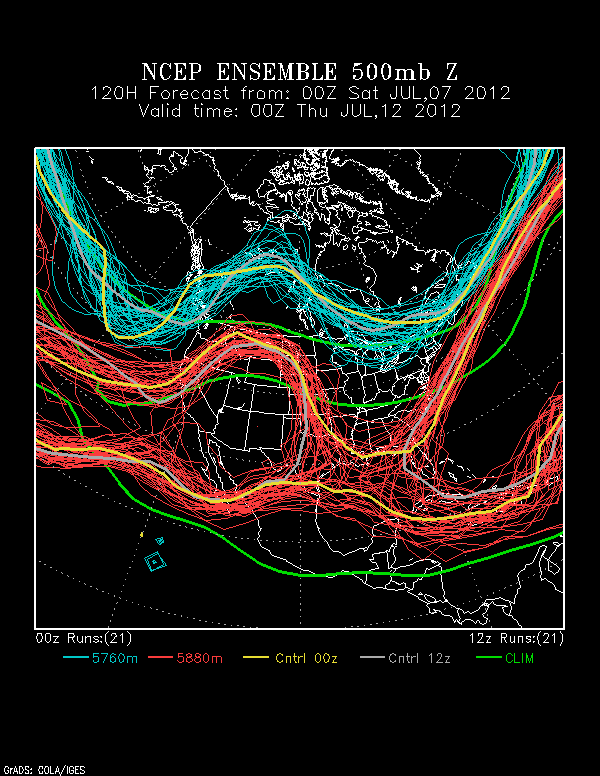 NCEP ENSEMBLE 500mb Z
120H Forecast from: 00Z Sat JUL,07 2012
Valid time: 00Z Thu JUL,12 2012
00z Runs:(21) 12z Runs:(21)
5760m 5880m Cntrl 00z Cntrl 12z CLIM
GrADS: COLA/IGES